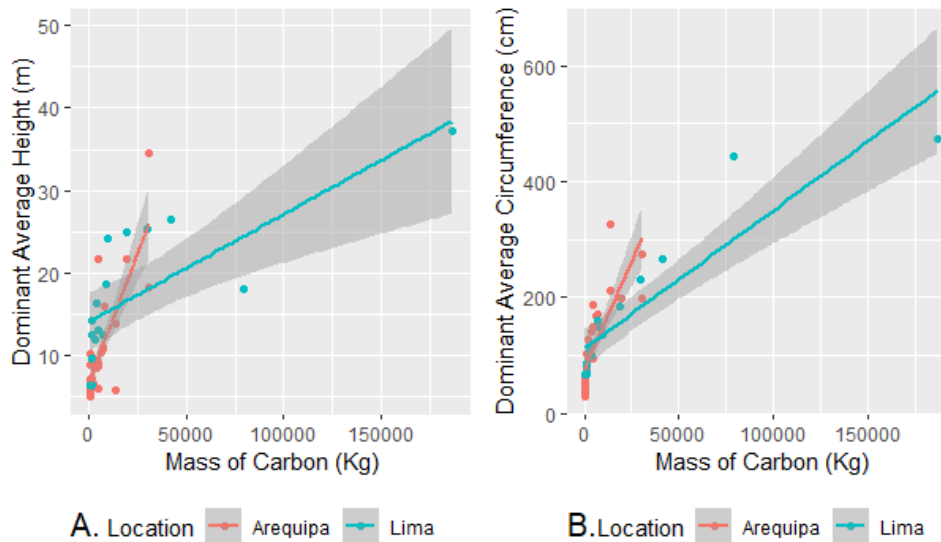 Dominant Average Height (m)
50
40
30
20
10
0
50000
100000
150000
Mass of Carbon (Kg)
A. Location Arequipa Lima
Dominant Average Circumference (cm)
600
400
200
0
0
50000
100000
150000
Mass of Carbon (Kg)
B.Location Arequipa Lima